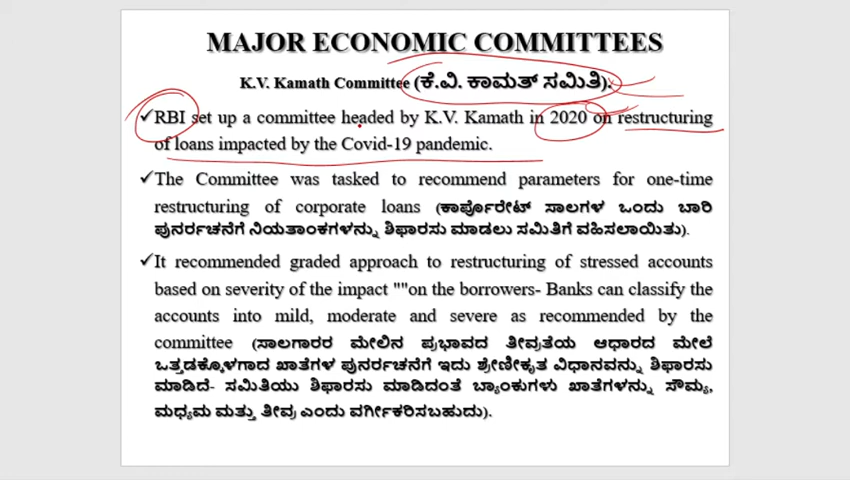 MAJOR ECONOMIC COMMITTEES
K.V. Kamath Committee (ಕೆ.ವಿ. ಕಾಮತ್ ಸಮಿತಿ).
✓RBI set up a committee headed by K.V. Kamath in 2020 on restructuring
of loans impacted by the Covid-19 pandemic.
✓The Committee was tasked to recommend parameters for one-time
restructuring of corporate loans (ಕಾರ್ಪೊರೇಟ್ ಸಾಲಗಳ ಒಂದು ಬಾರಿ
ಪುನರ್ರಚನೆಗೆ ನಿಯತಾಂಕಗಳನ್ನು ಶಿಫಾರಸು ಮಾಡಲು ಸಮಿತಿಗೆ ವಹಿಸಲಾಯಿತು).
✓It recommended graded approach to restructuring of stressed accounts
based on severity of the impact ""on the borrowers- Banks can classify the
accounts into mild, moderate and severe as recommended by the
committee (ಸಾಲಗಾರರ ಮೇಲಿನ ಪ್ರಭಾವದ ತೀವ್ರತೆಯ ಆಧಾರದ ಮೇಲೆ
ಒತ್ತಡಕ್ಕೊಳಗಾದ ಖಾತೆಗಳ ಪುನರ್ರಚನೆಗೆ ಇದು ಶ್ರೇಣೀಕೃತ ವಿಧಾನವನ್ನು ಶಿಫಾರಸು
ಮಾಡಿದೆ- ಸಮಿತಿಯು ಶಿಫಾರಸು ಮಾಡಿದಂತೆ ಬ್ಯಾಂಕುಗಳು ಖಾತೆಗಳನ್ನು ಸೌಮ್ಯ,
ಮಧ್ಯಮ ಮತ್ತು ತೀವ್ರ ಎಂದು ವರ್ಗೀಕರಿಸಬಹುದು).